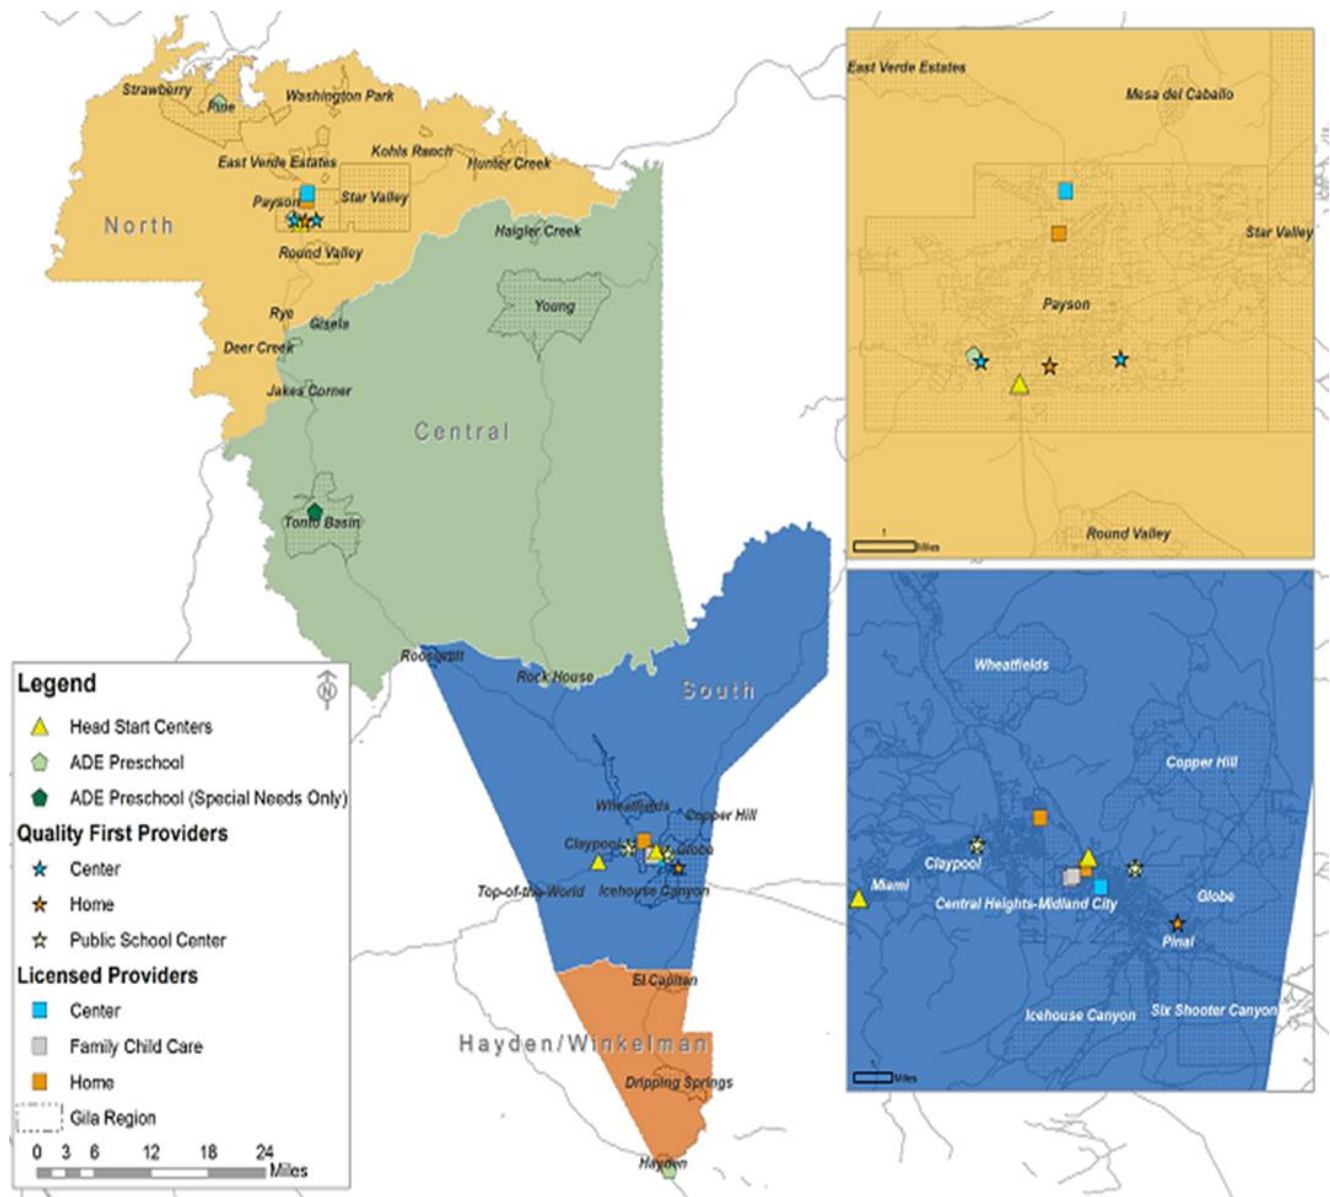 Strawberry
Pine
Washington Park
East Verde Estates
Kohls Ranch
Hunter Creek
Payson
Star Valley
North
Round Valley
Haigler Creek
Young
Rye
Gisela
Deer Creek
Jakes Corner
Central
Tonto Basin
Roosevelt
Rock House
South
Wheatfields
Copper Hill
Claypool
Globe
Top-of-the-World
Icehouse Canyon
El Capitan
Hayden/Winkelman
Dripping Springs
Hayden
Legend
N
Head Start Centers
ADE Preschool
ADE Preschool (Special Needs Only)
Quality First Providers
Center
Home
Public School Center
Licensed Providers
Center
Family Child Care
Home
Gila Region
0 3 6 12 18 24
Miles
East Verde Estates
Mesa del Caballo
Star Valley
Payson
Round Valley
1
Miles
Wheatfields
Copper Hill
Claypool
Miami
Central Heights-Midland City
Globe
Pinal
Icehouse Canyon
Six Shooter Canyon
1
Miles